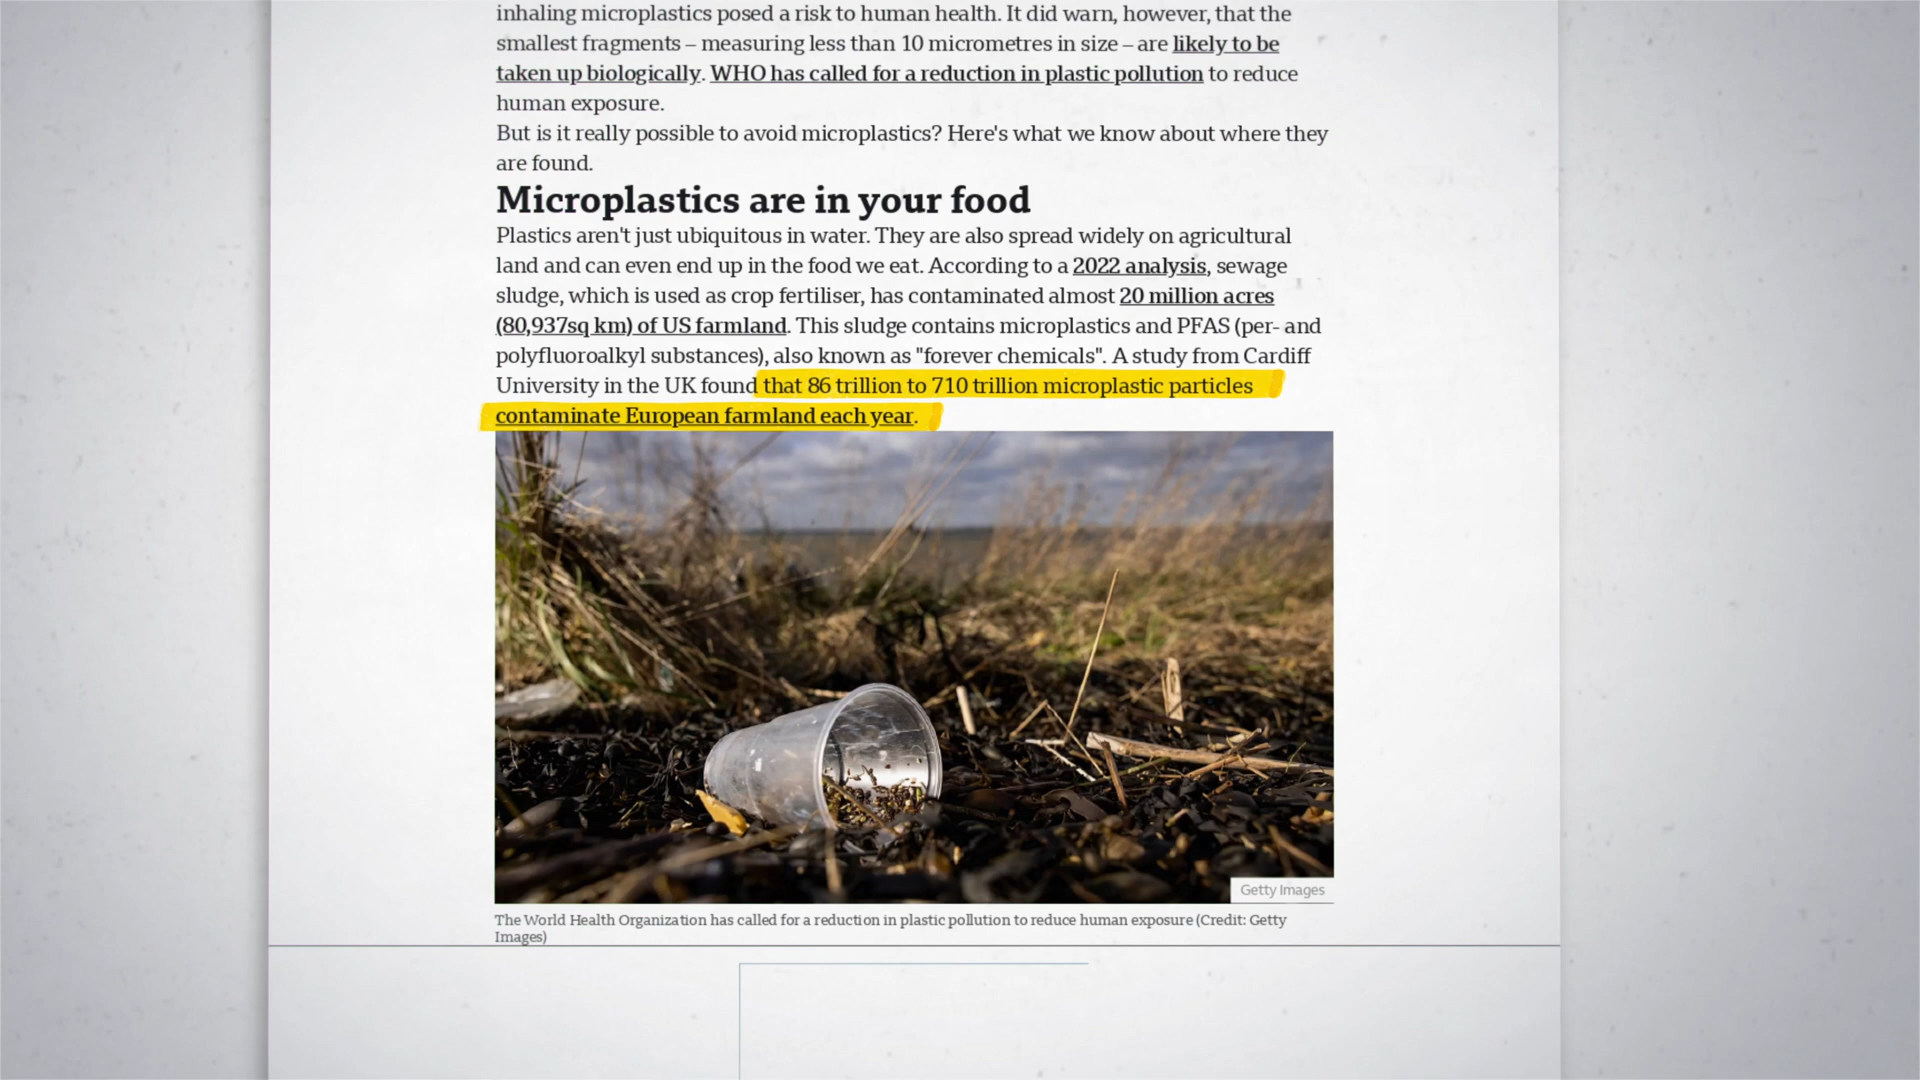 inhaling microplastics posed a risk to human health. It did warn, however, that the
smallest fragments – measuring less than 10 micrometres in size – are likely to be
taken up biologically. WHO has called for a reduction in plastic pollution to reduce
human exposure.
But is it really possible to avoid microplastics? Here's what we know about where they
are found.
Microplastics are in your food
Plastics aren't just ubiquitous in water. They are also spread widely on agricultural
land and can even end up in the food we eat. According to a 2022 analysis, sewage
sludge, which is used as crop fertiliser, has contaminated almost 20 million acres
(80,937sq km) of US farmland. This sludge contains microplastics and PFAS (per- and
polyfluoroalkyl substances), also known as "forever chemicals". A study from Cardiff
University in the UK found that 86 trillion to 710 trillion microplastic particles
contaminate European farmland each year.
Getty Images
The World Health Organization has called for a reduction in plastic pollution to reduce human exposure (Credit: Getty
Images)